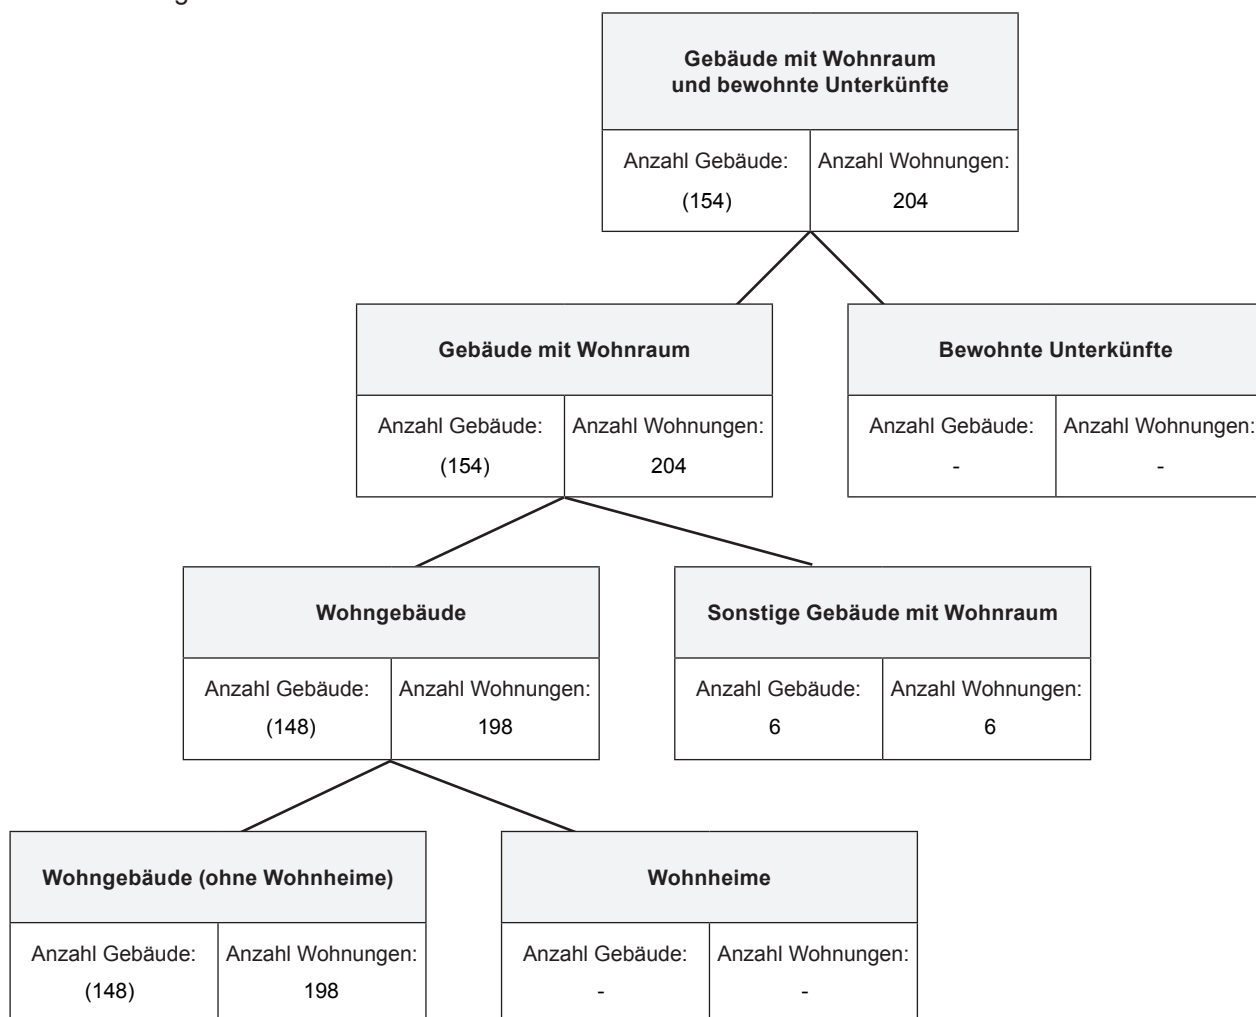 Gebäude mit Wohnraum
und bewohnte Unterkünfte
Anzahl Gebäude: Anzahl Wohnungen:
(154) 204
Gebäude mit Wohnraum
Anzahl Gebäude: Anzahl Wohnungen:
(154) 204
Bewohnte Unterkünfte
Anzahl Gebäude: Anzahl Wohnungen:
- -
Wohngebäude
Anzahl Gebäude: Anzahl Wohnungen:
(148) 198
Sonstige Gebäude mit Wohnraum
Anzahl Gebäude: Anzahl Wohnungen:
6 6
Wohngebäude (ohne Wohnheime)
Anzahl Gebäude: Anzahl Wohnungen:
(148) 198
Wohnheime
Anzahl Gebäude: Anzahl Wohnungen:
- -